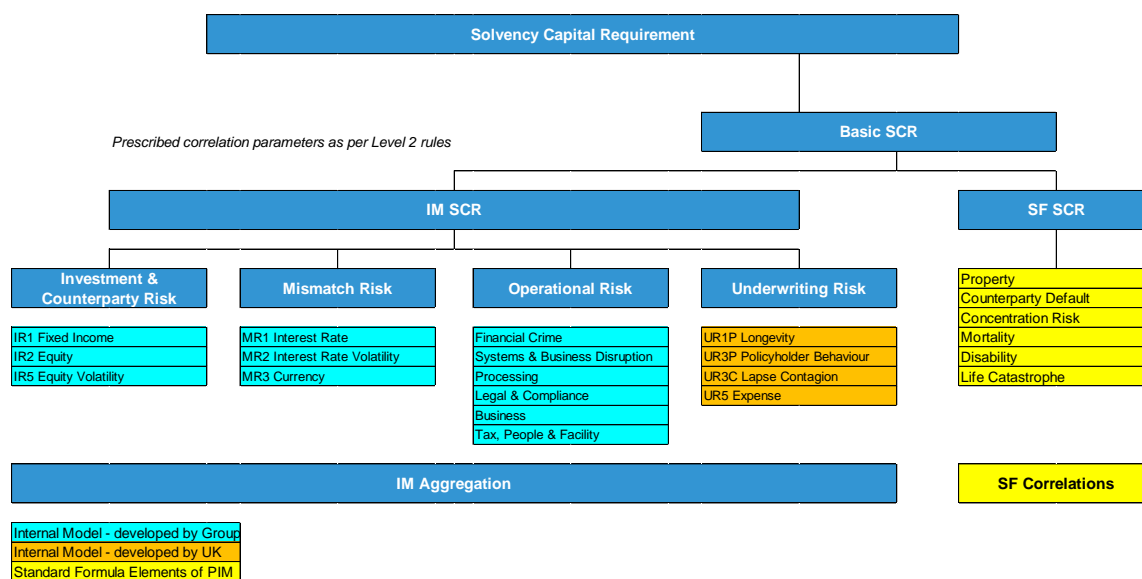 Solvency Capital Requirement
Basic SCR
Prescribed correlation parameters as per Level 2 rules
IM SCR
SF SCR
Investment &
Counterparty Risk
Mismatch Risk
Operational Risk
Underwriting Risk
IR1 Fixed Income
IR2 Equity
IR5 Equity Volatility
MR1 Interest Rate
MR2 Interest Rate Volatility
MR3 Currency
Financial Crime
Systems & Business Disruption
Processing
Legal & Compliance
Business
Tax, People & Facility
UR1P Longevity
UR3P Policyholder Behaviour
UR3C Lapse Contagion
UR5 Expense
Property
Counterparty Default
Concentration Risk
Mortality
Disability
Life Catastrophe
IM Aggregation
SF Correlations
Internal Model - developed by Group
Internal Model - developed by UK
Standard Formula Elements of PIM